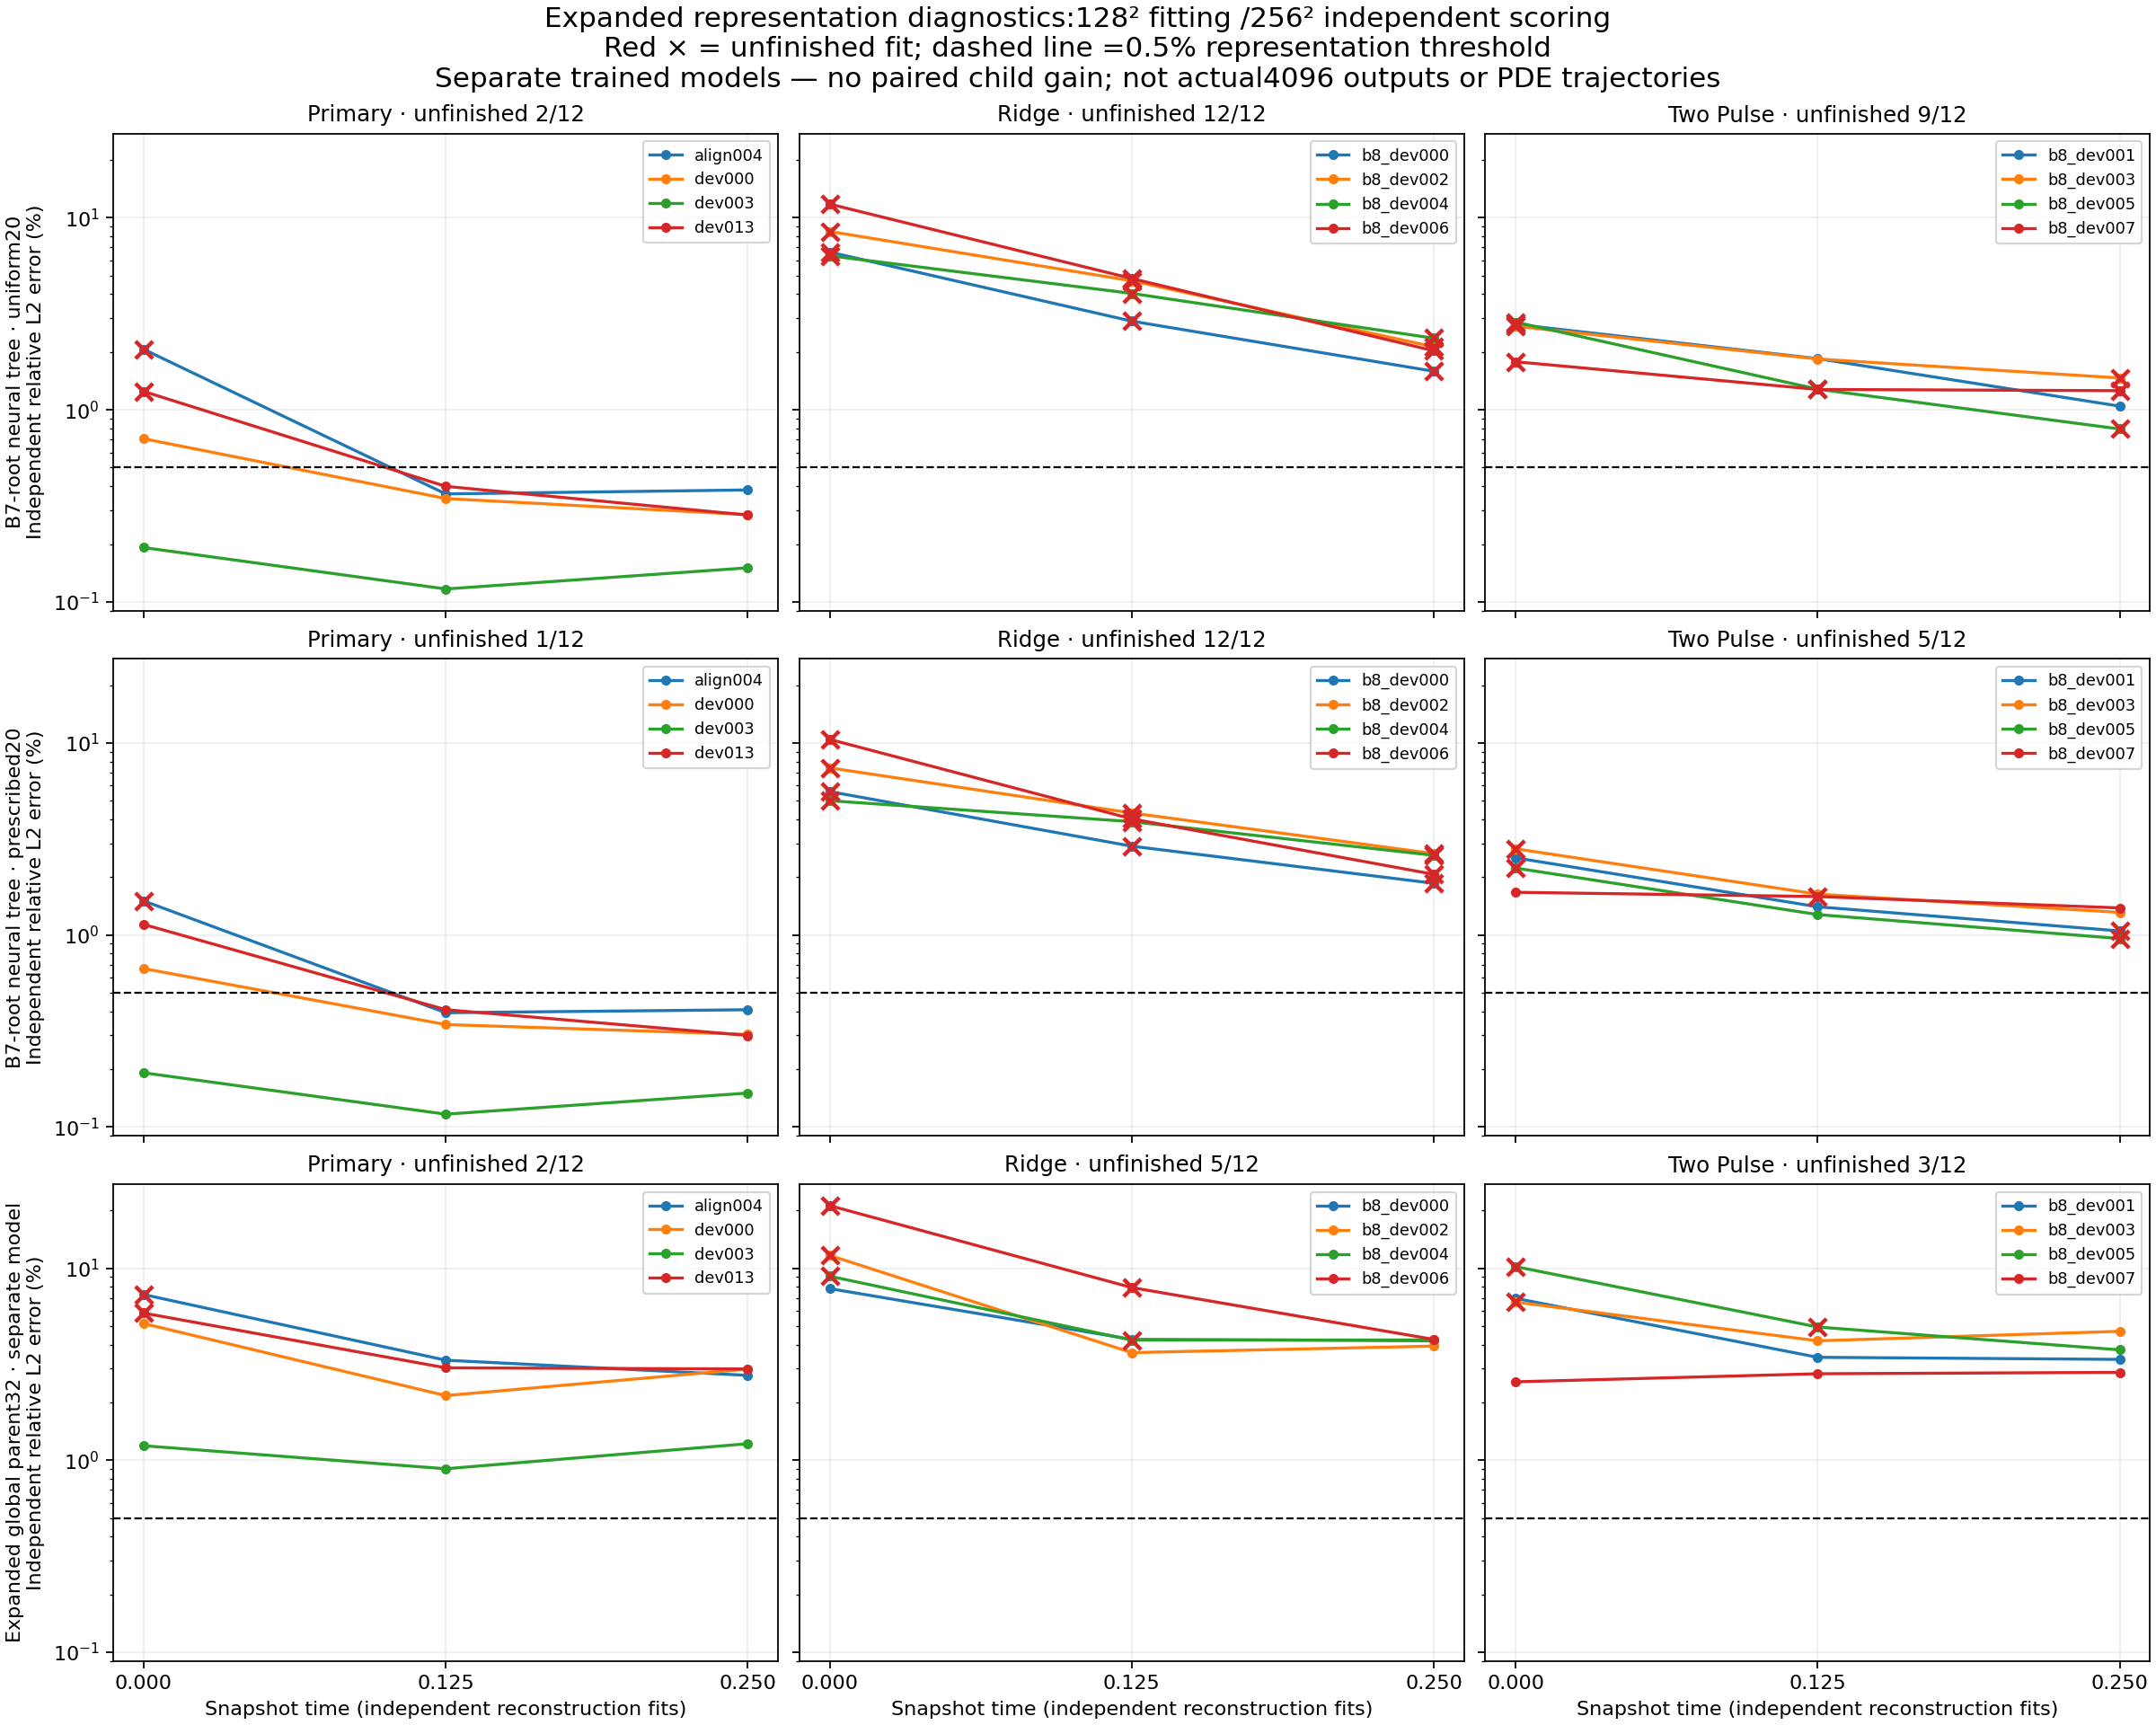 Expanded representation diagnostics:128² fitting /256² independent scoring
Red × = unfinished fit; dashed line =0.5% representation threshold
Separate trained models — no paired child gain; not actual4096 outputs or PDE trajectories
Primary · unfinished 2/12
B7-root neural tree · uniform20
Independent relative L2 error (%)
10¹
10⁰
10⁻¹
align004
dev000
dev003
dev013
Ridge · unfinished 12/12
b8_dev000
b8_dev002
b8_dev004
b8_dev006
Two Pulse · unfinished 9/12
b8_dev001
b8_dev003
b8_dev005
b8_dev007
Primary · unfinished 1/12
B7-root neural tree · prescribed20
Independent relative L2 error (%)
10¹
10⁰
10⁻¹
align004
dev000
dev003
dev013
Ridge · unfinished 12/12
b8_dev000
b8_dev002
b8_dev004
b8_dev006
Two Pulse · unfinished 5/12
b8_dev001
b8_dev003
b8_dev005
b8_dev007
Primary · unfinished 2/12
Expanded global parent32 · separate model
Independent relative L2 error (%)
10¹
10⁰
10⁻¹
align004
dev000
dev003
dev013
0.000 0.125 0.250
Snapshot time (independent reconstruction fits)
Ridge · unfinished 5/12
b8_dev000
b8_dev002
b8_dev004
b8_dev006
0.000 0.125 0.250
Snapshot time (independent reconstruction fits)
Two Pulse · unfinished 3/12
b8_dev001
b8_dev003
b8_dev005
b8_dev007
0.000 0.125 0.250
Snapshot time (independent reconstruction fits)